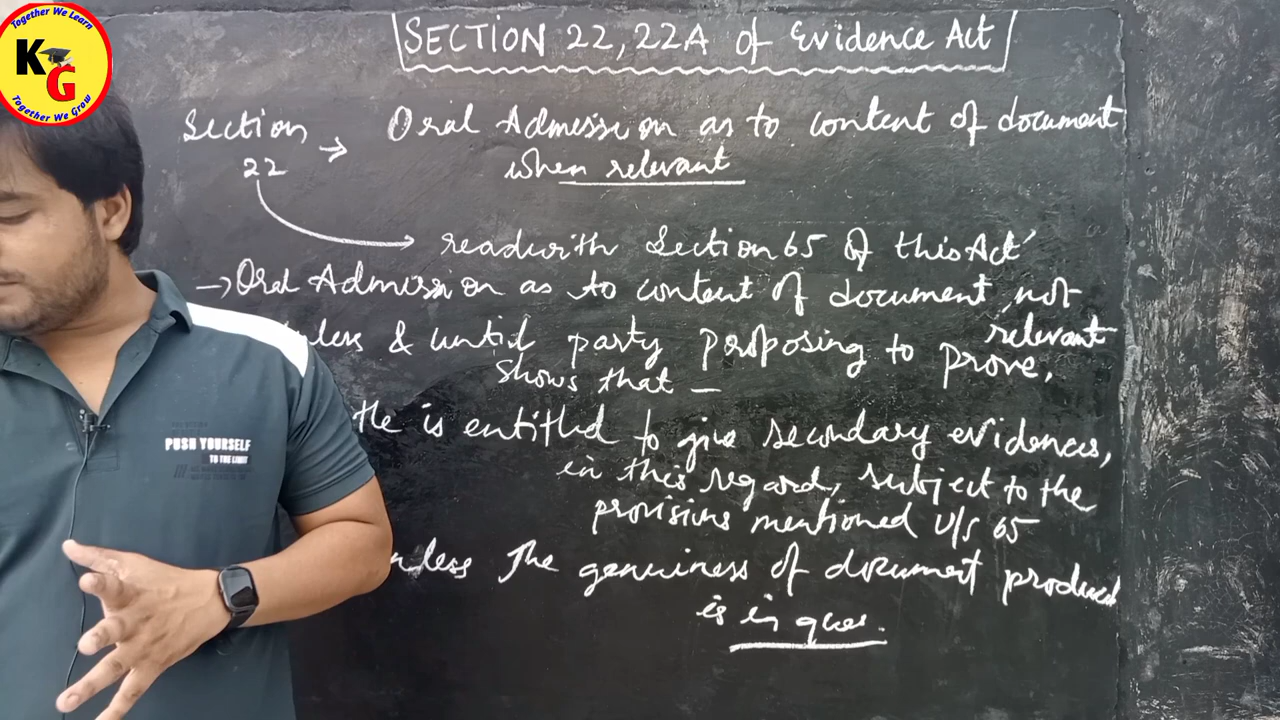 Together We Learn
KG
Together We Grow
SECTION 22, 22A of Evidence Act
Section 22 → Oral Admission as to content of document
when relevant
read with Section 65 of this Act
→ Oral Admission as to content of document not
relevant
less & until party proposing to prove,
shows that —
He is entitled to give secondary evidences,
in this regard, subject to the
provisions mentioned U/s 65
nless The genuiness of document produced
is in ques.
PUSH YOURSELF
TO THE LIMIT